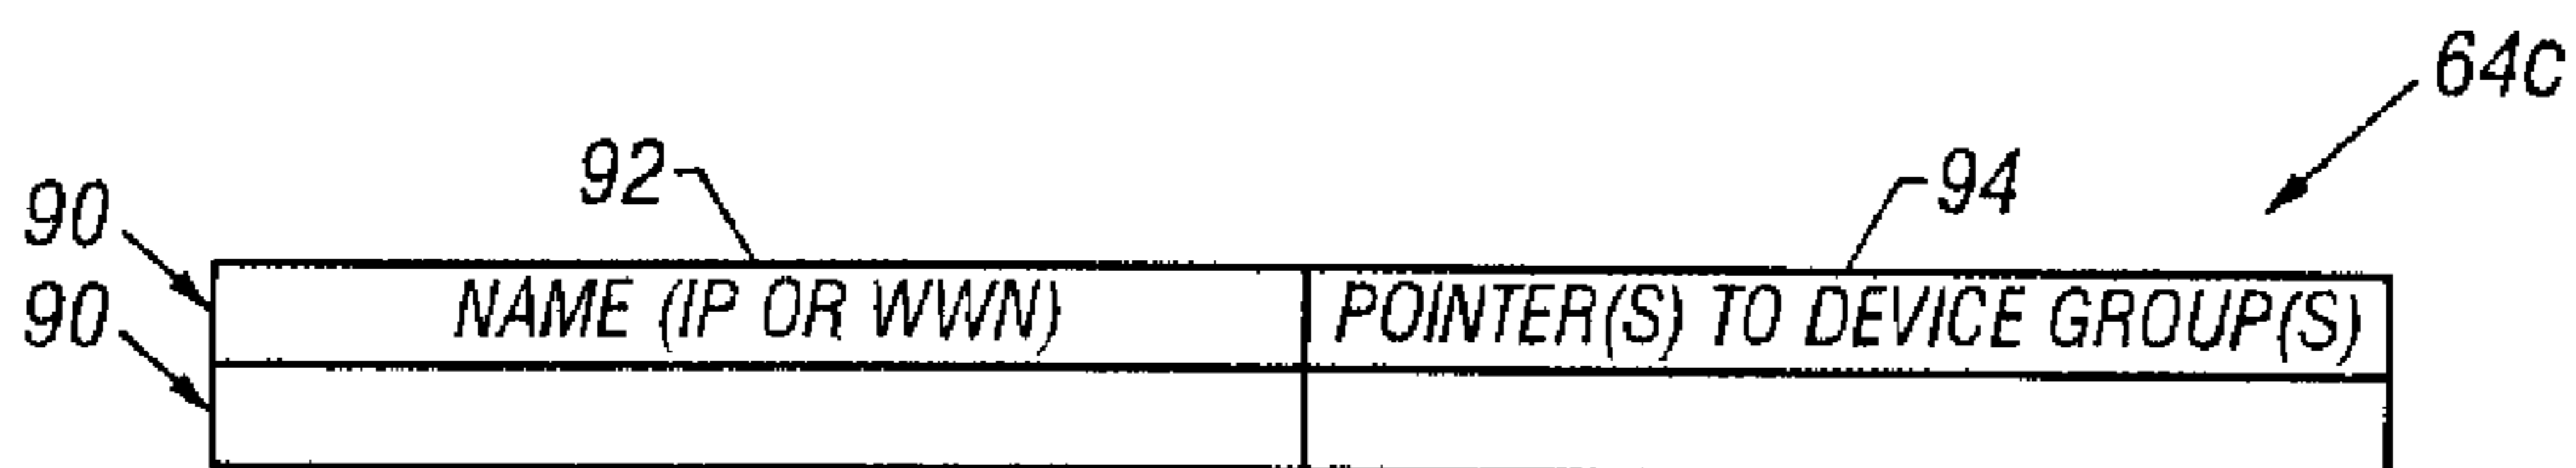 64C
92
94
90
NAME (IP OR WWN) POINTER(S) TO DEVICE GROUP(S)
90